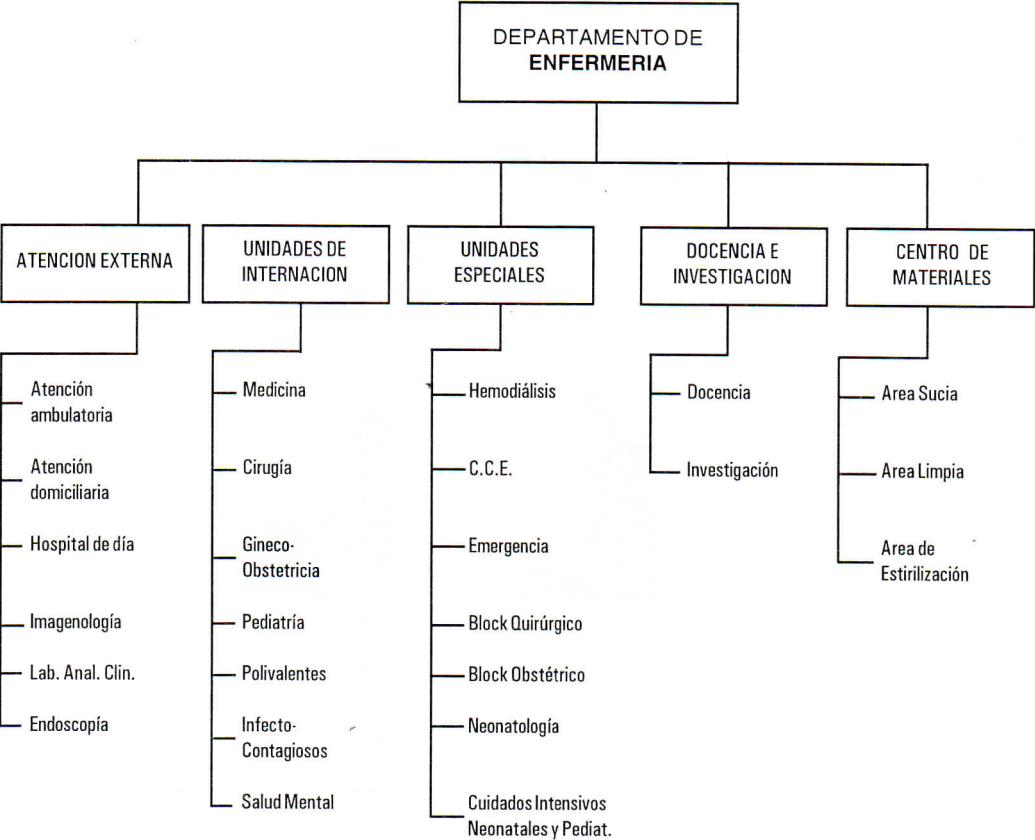 DEPARTAMENTO DE
ENFERMERIA
ATENCION EXTERNA
Atención
ambulatoria
Atención
domiciliaria
Hospital de día
Imagenología
Lab. Anal. Clin.
Endoscopía
UNIDADES DE
INTERNACION
Medicina
Cirugía
Gineco-
Obstetricia
Pediatría
Polivalentes
Infecto-
Contagiosos
Salud Mental
UNIDADES
ESPECIALES
Hemodiálisis
C.C.E.
Emergencia
Block Quirúrgico
Block Obstétrico
Neonatología
Cuidados Intensivos
Neonatales y Pediat.
DOCENCIA E
INVESTIGACION
Docencia
Investigación
CENTRO DE
MATERIALES
Area Sucia
Area Limpia
Area de
Estirilización